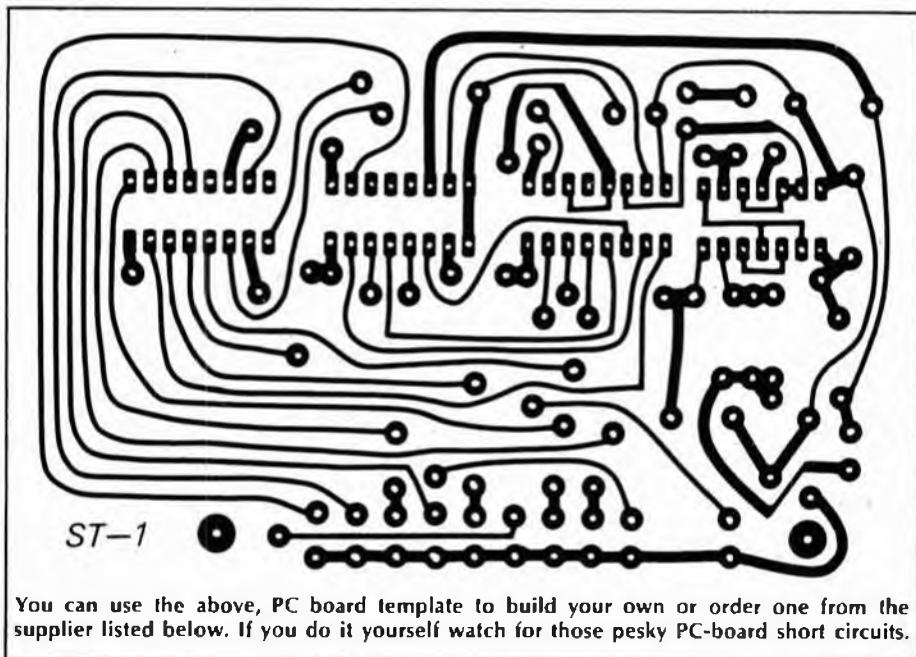 ST-1
You can use the above, PC board template to build your own or order one from the
supplier listed below. If you do it yourself watch for those pesky PC-board short circuits.